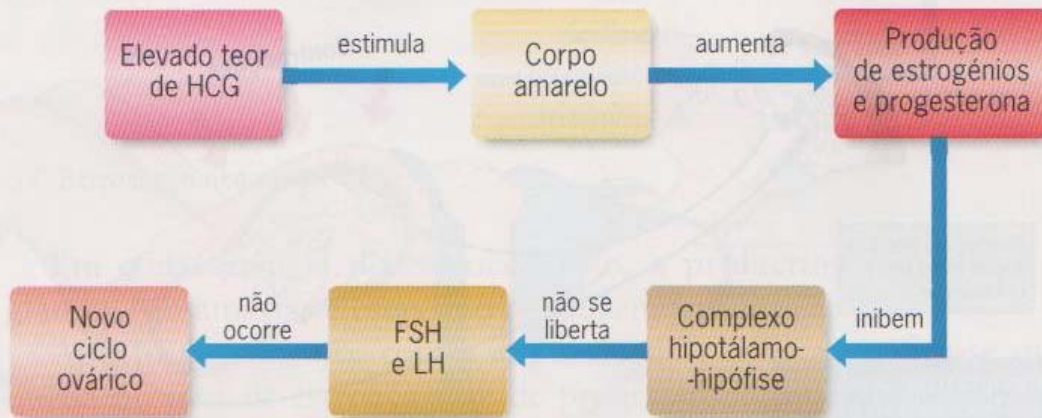 Elevado teor
de HCG
estimula
Corpo
amarelo
aumenta
Produção
de estrogénios
e progesterona
inibem
Complexo
hipotálamo-
-hipófise
não se
liberta
FSH
e LH
não
ocorre
Novo
ciclo
ovárico